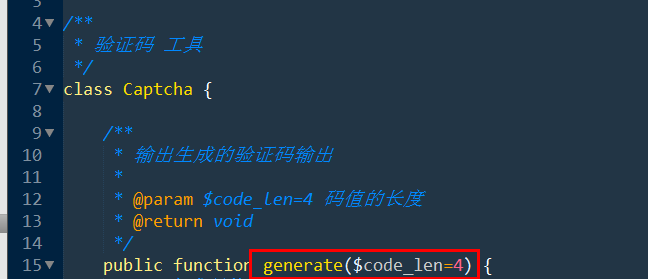 4 /**
5 * 验证码 工具
6 */
7 class Captcha {
8
9 /**
10 * 输出生成的验证码输出
11 *
12 * @param $code_len=4 码值的长度
13 * @return void
14 */
15 public function generate($code_len=4) {